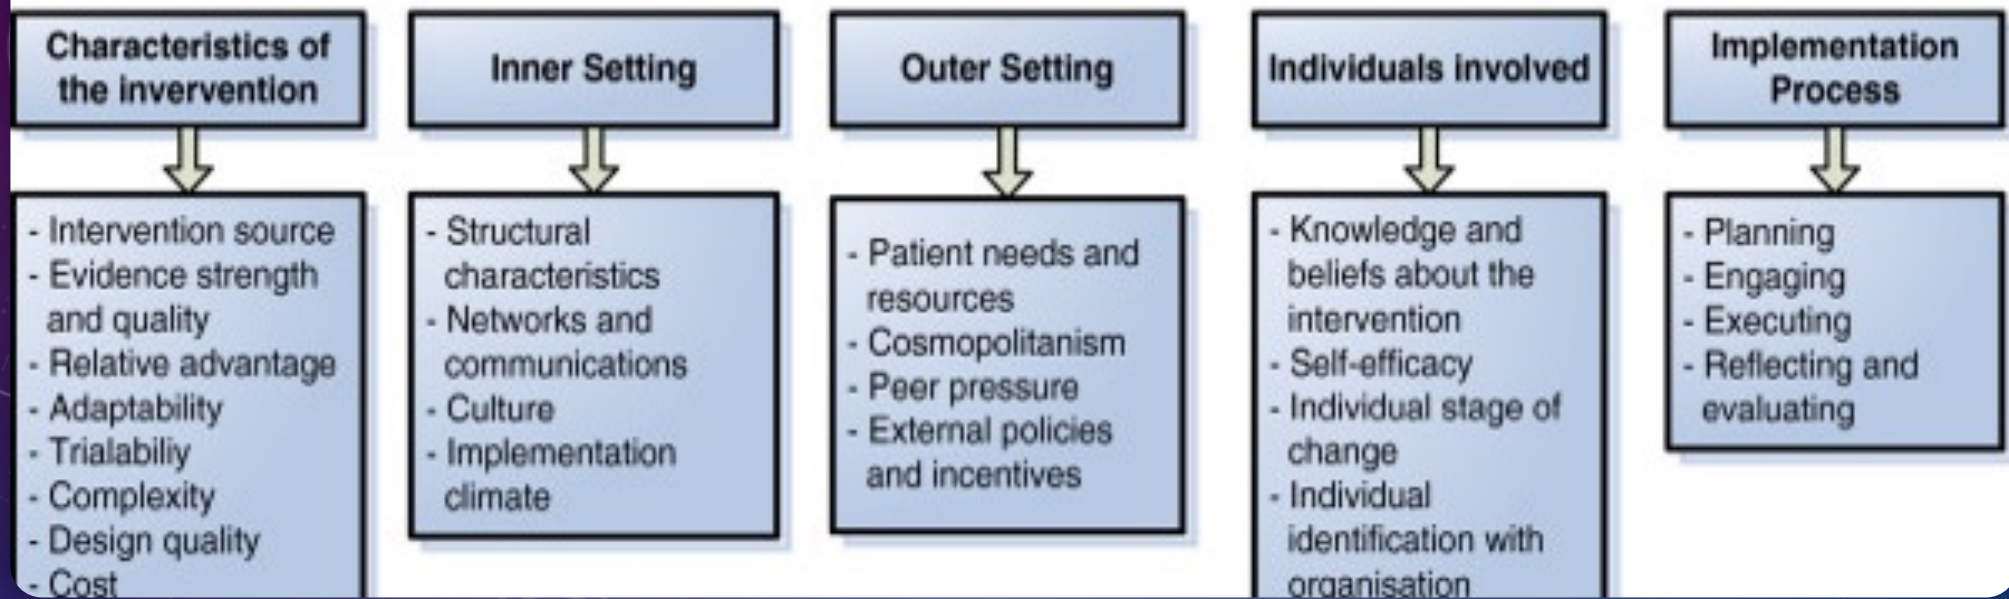 Characteristics of
the invervention
- Intervention source
- Evidence strength
and quality
- Relative advantage
- Adaptability
- Trialabiliy
- Complexity
- Design quality
- Cost
Inner Setting
- Structural
characteristics
- Networks and
communications
- Culture
- Implementation
climate
Outer Setting
- Patient needs and
resources
- Cosmopolitanism
- Peer pressure
- External policies
and incentives
Individuals involved
- Knowledge and
beliefs about the
intervention
- Self-efficacy
- Individual stage of
change
- Individual
identification with
organisation
Implementation
Process
- Planning
- Engaging
- Executing
- Reflecting and
evaluating